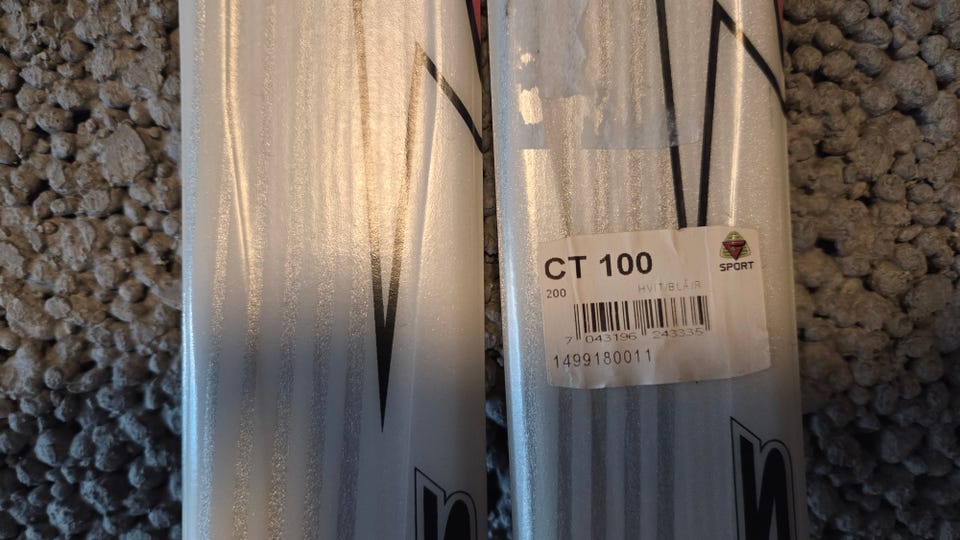 CT 100
SPORT
200 HVIT/BLÅ/R
7 043196 243335
1499180011
n
n